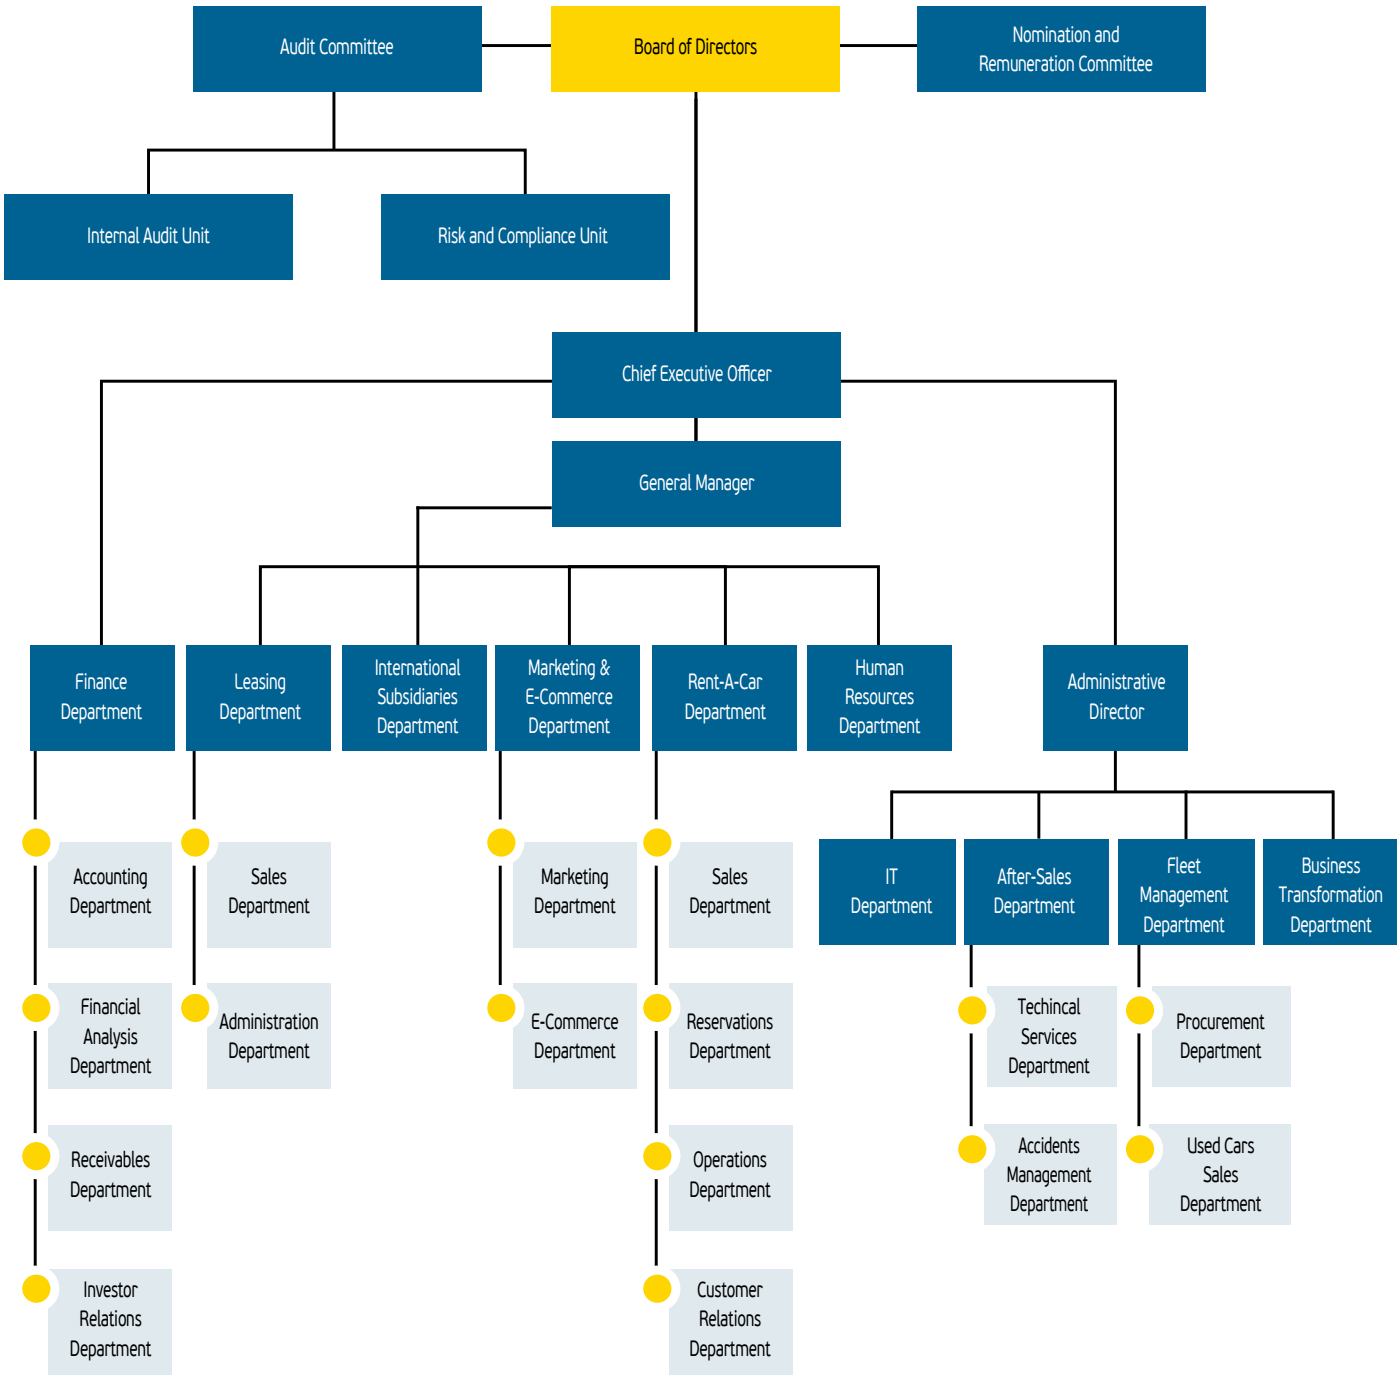 Audit Committee
Board of Directors
Nomination and
Remuneration Committee
Internal Audit Unit
Risk and Compliance Unit
Chief Executive Officer
General Manager
Finance
Department
Leasing
Department
International
Subsidiaries
Department
Marketing &
E-Commerce
Department
Rent-A-Car
Department
Human
Resources
Department
Administrative
Director
Accounting
Department
Financial
Analysis
Department
Receivables
Department
Investor
Relations
Department
Sales
Department
Administration
Department
Marketing
Department
E-Commerce
Department
Sales
Department
Reservations
Department
Operations
Department
Customer
Relations
Department
IT
Department
After-Sales
Department
Fleet
Management
Department
Business
Transformation
Department
Techincal
Services
Department
Accidents
Management
Department
Procurement
Department
Used Cars
Sales
Department